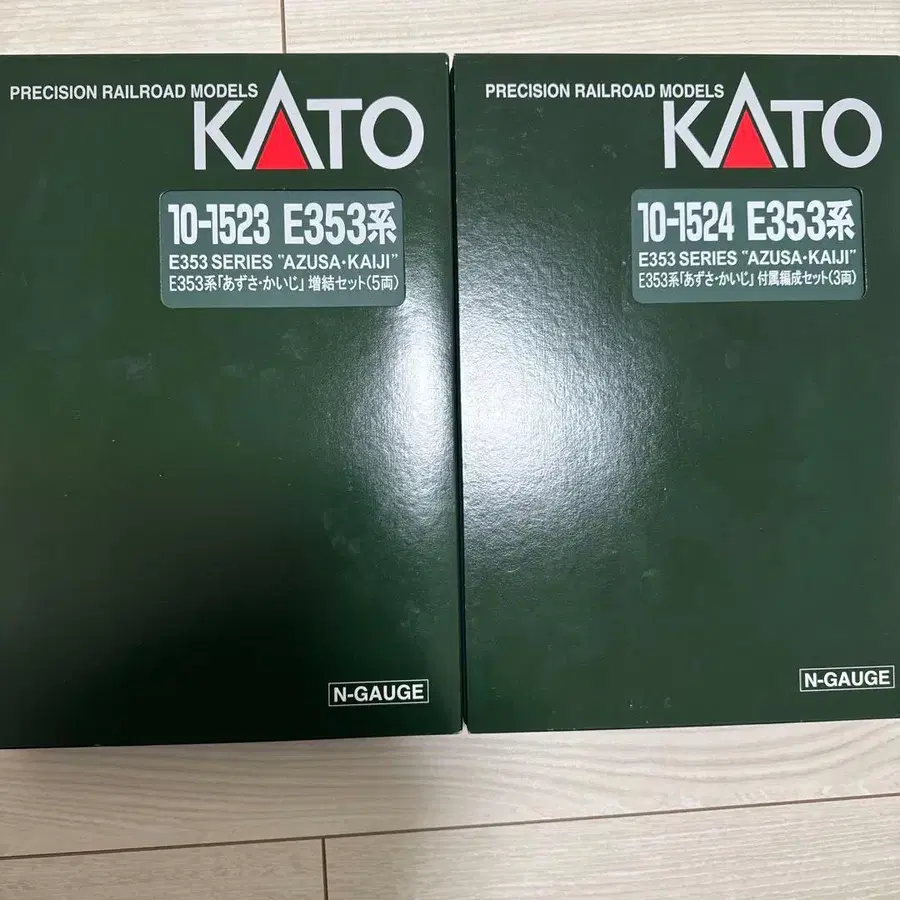 PRECISION RAILROAD MODELS
KATO
10-1523 E353系
E353 SERIES "AZUSA・KAIJI"
E353系「あずさ・かいじ」増結セット(5両)
N-GAUGE
PRECISION RAILROAD MODELS
KATO
10-1524 E353系
E353 SERIES "AZUSA・KAIJI"
E353系「あずさ・かいじ」付属編成セット(3両)
N-GAUGE